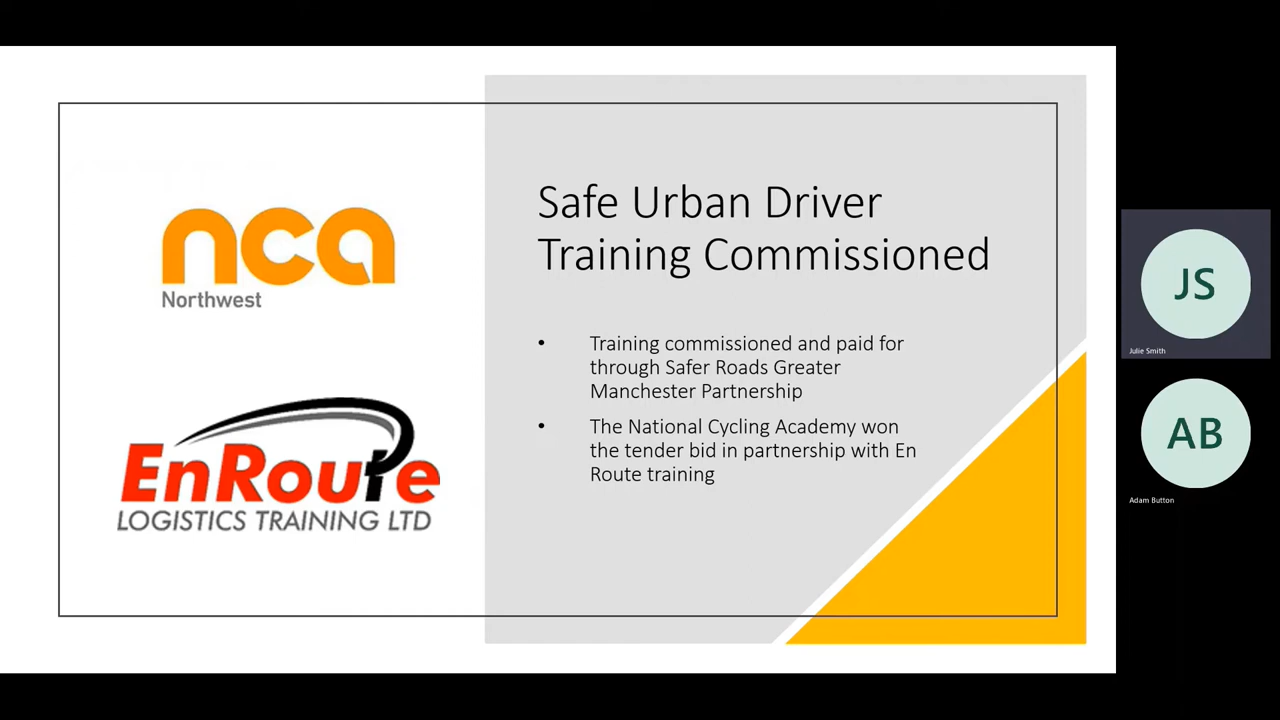 nca
Northwest
EnRoute
LOGISTICS TRAINING LTD
Safe Urban Driver
Training Commissioned
• Training commissioned and paid for
through Safer Roads Greater
Manchester Partnership
• The National Cycling Academy won
the tender bid in partnership with En
Route training
JS
Julie Smith
AB
Adam Button